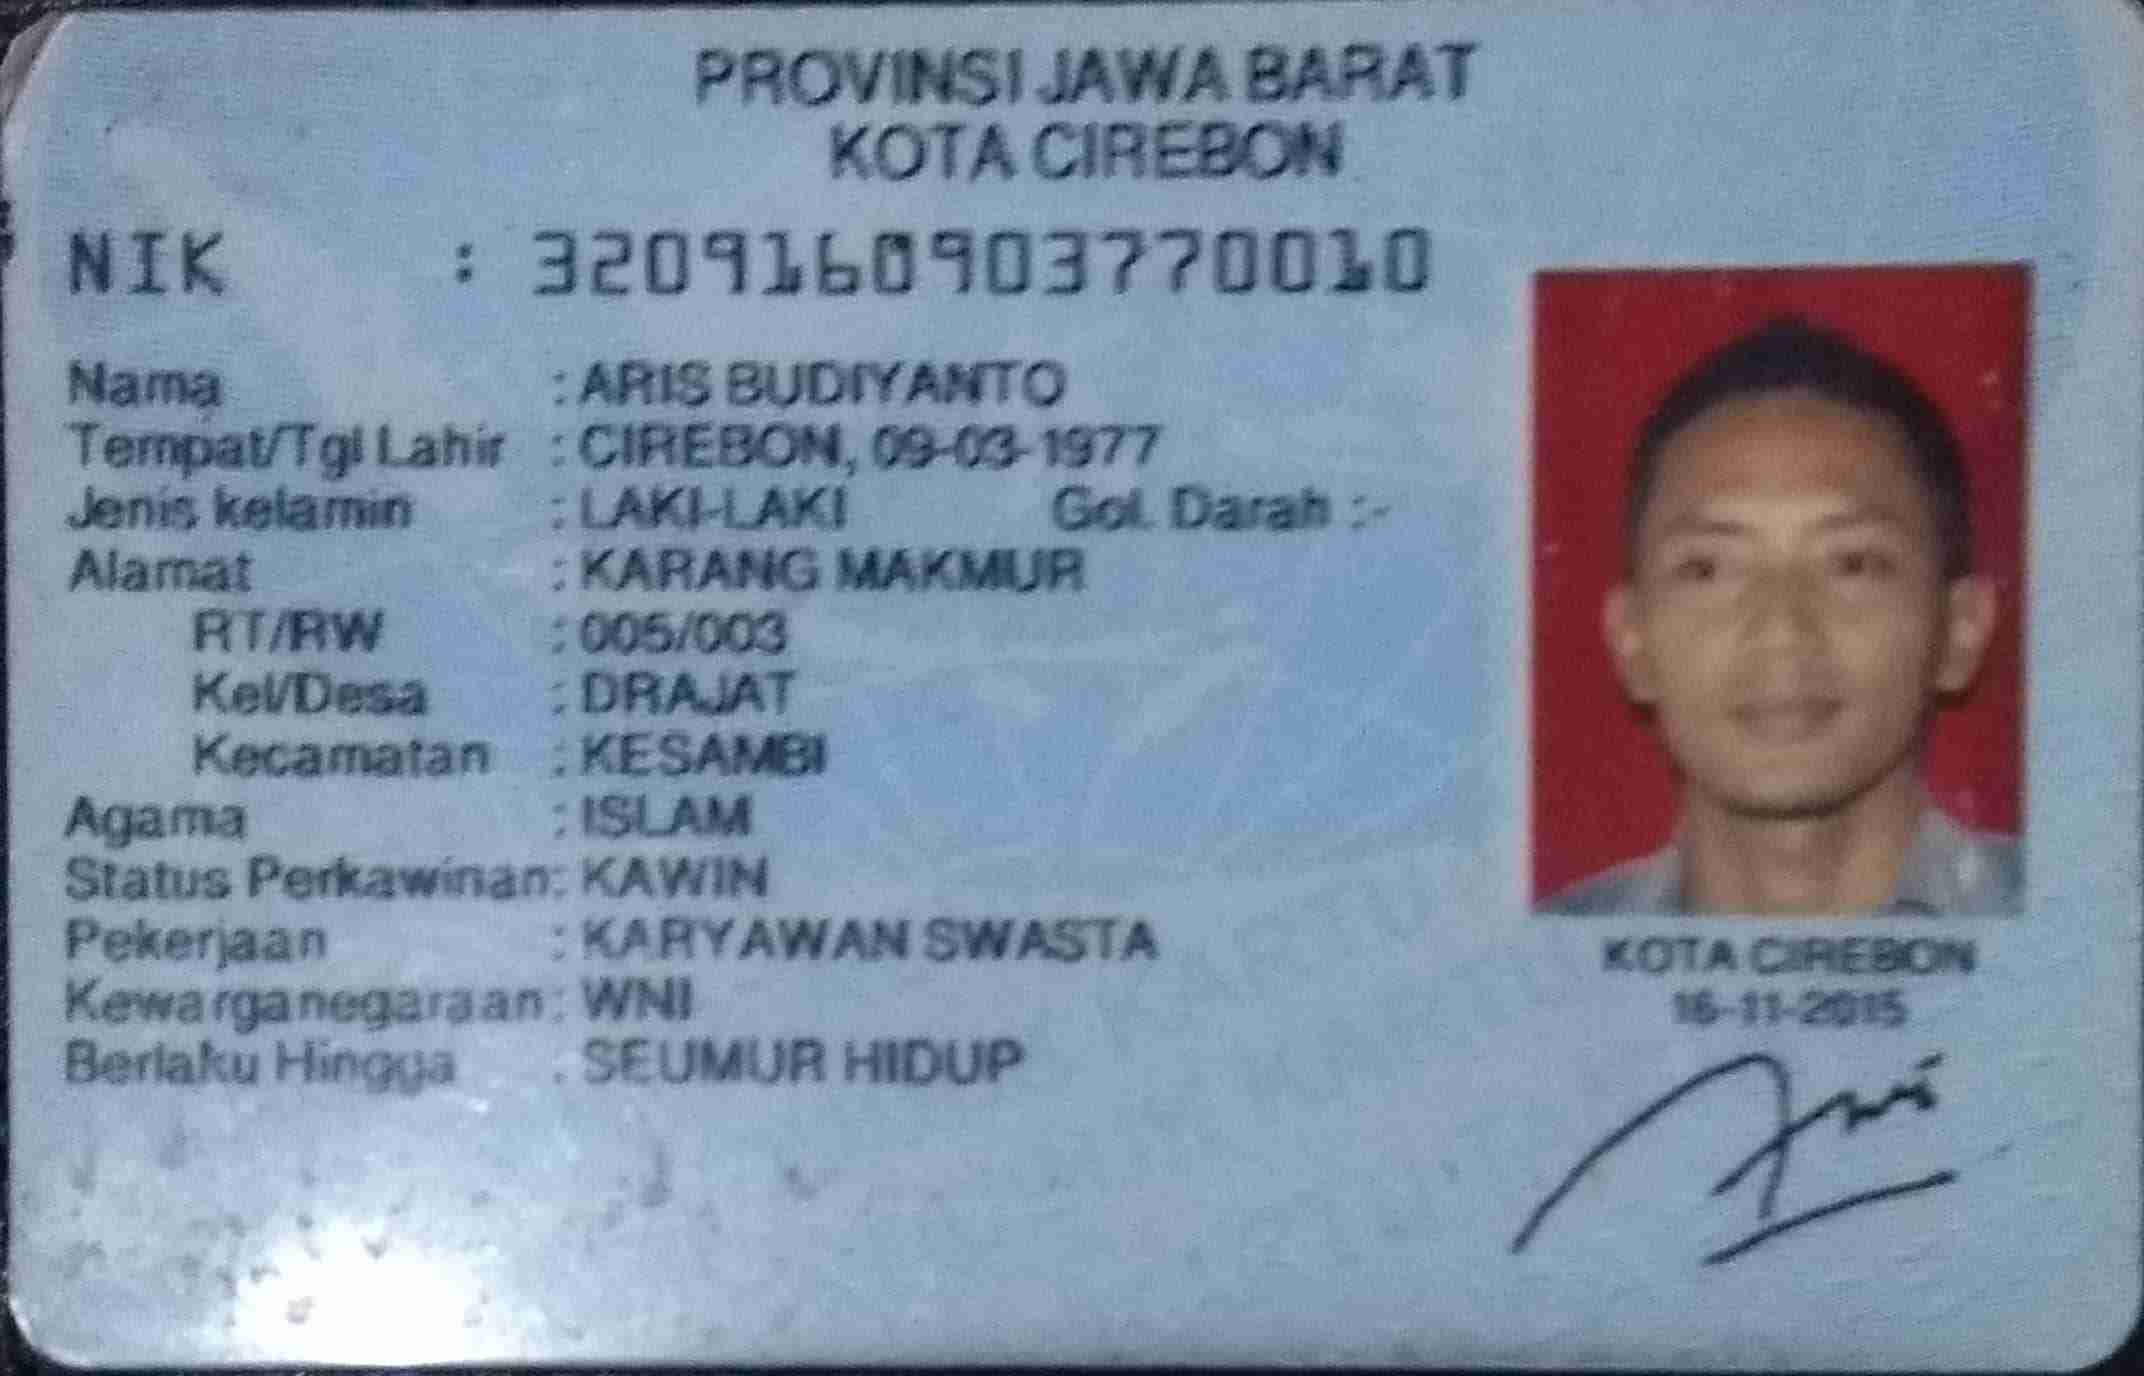 PROVINSI JAWA BARAT
KOTA CIREBON
NIK : 3209160903770010
Nama : ARIS BUDIYANTO
Tempat/Tgl Lahir : CIREBON, 09-03-1977
Jenis kelamin : LAKI-LAKI Gol. Darah :-
Alamat : KARANG MAKMUR
RT/RW : 005/003
Kel/Desa : DRAJAT
Kecamatan : KESAMBI
Agama : ISLAM
Status Perkawinan: KAWIN
Pekerjaan : KARYAWAN SWASTA
Kewarganegaraan: WNI
Berlaku Hingga : SEUMUR HIDUP
KOTA CIREBON
16-11-2015
Aris